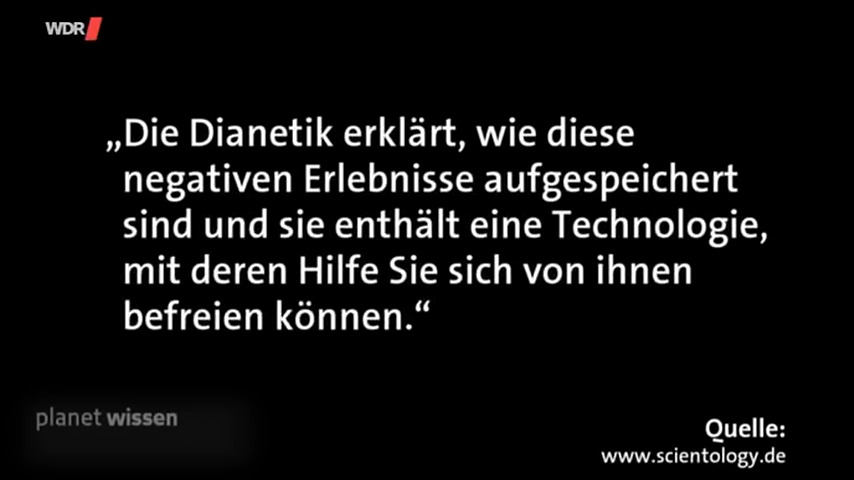 WDR
„Die Dianetik erklärt, wie diese
negativen Erlebnisse aufgespeichert
sind und sie enthält eine Technologie,
mit deren Hilfe Sie sich von ihnen
befreien können.“
planet wissen
Quelle:
www.scientology.de